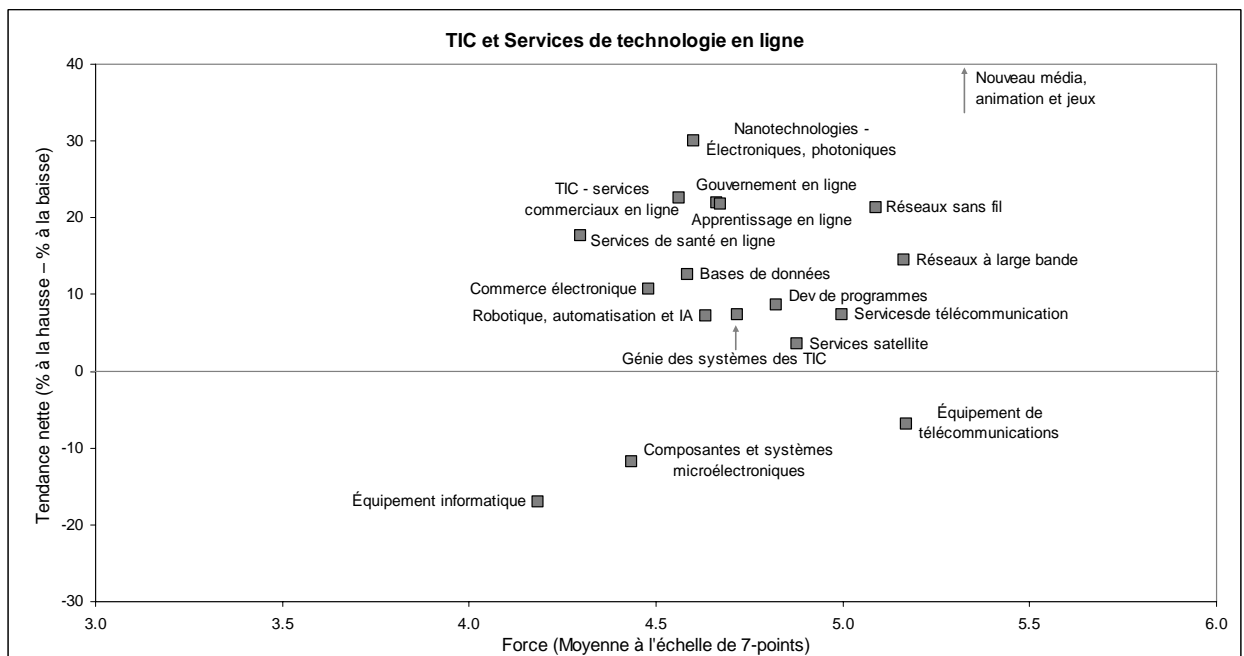 TIC et Services de technologie en ligne
Tendance nette (% à la hausse – % à la baisse)
40
30
20
10
0
-10
-20
-30
Nouveau média,
animation et jeux
Nanotechnologies -
Électroniques, photoniques
TIC - services
commerciaux en ligne
Gouvernement en ligne
Apprentissage en ligne
Réseaux sans fil
Services de santé en ligne
Réseaux à large bande
Bases de données
Commerce électronique
Dev de programmes
Robotique, automatisation et IA
Servicesde télécommunication
Génie des systèmes des TIC
Services satellite
Équipement de
télécommunications
Composantes et systèmes
microélectroniques
Équipement informatique
3.0
3.5
4.0
4.5
5.0
5.5
6.0
Force (Moyenne à l'échelle de 7-points)